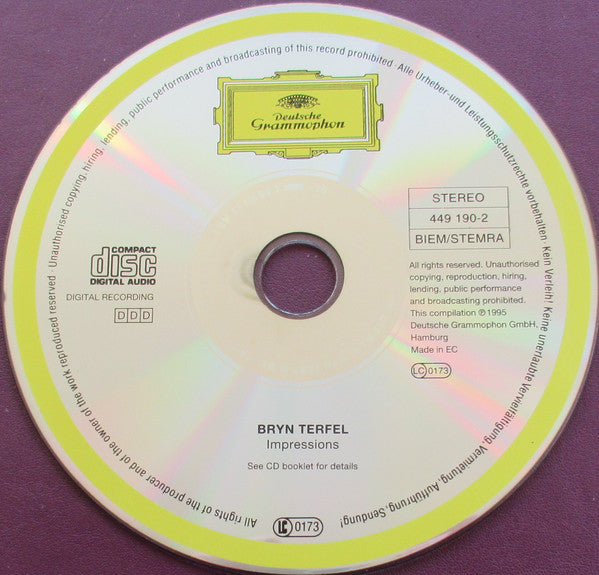 All rights of the producer and of the owner of the work reproduced reserved · Unauthorised copying, hiring, lending, public performance and broadcasting of this record prohibited · Alle Urheber-und Leistungsschutzrechte vorbehalten · Kein Verleih! Keine unerlaubte Vervielfältigung, Vermietung, Aufführung, Sendung!
Deutsche
Grammophon
STEREO
449 190-2
BIEM/STEMRA
COMPACT
disc
DIGITAL AUDIO
DIGITAL RECORDING
DDD
All rights reserved. Unauthorised
copying, reproduction, hiring,
lending, public performance
and broadcasting prohibited.
This compilation ℗ 1995
Deutsche Grammophon GmbH,
Hamburg
Made in EC
LC 0173
BRYN TERFEL
Impressions
See CD booklet for details
LC 0173